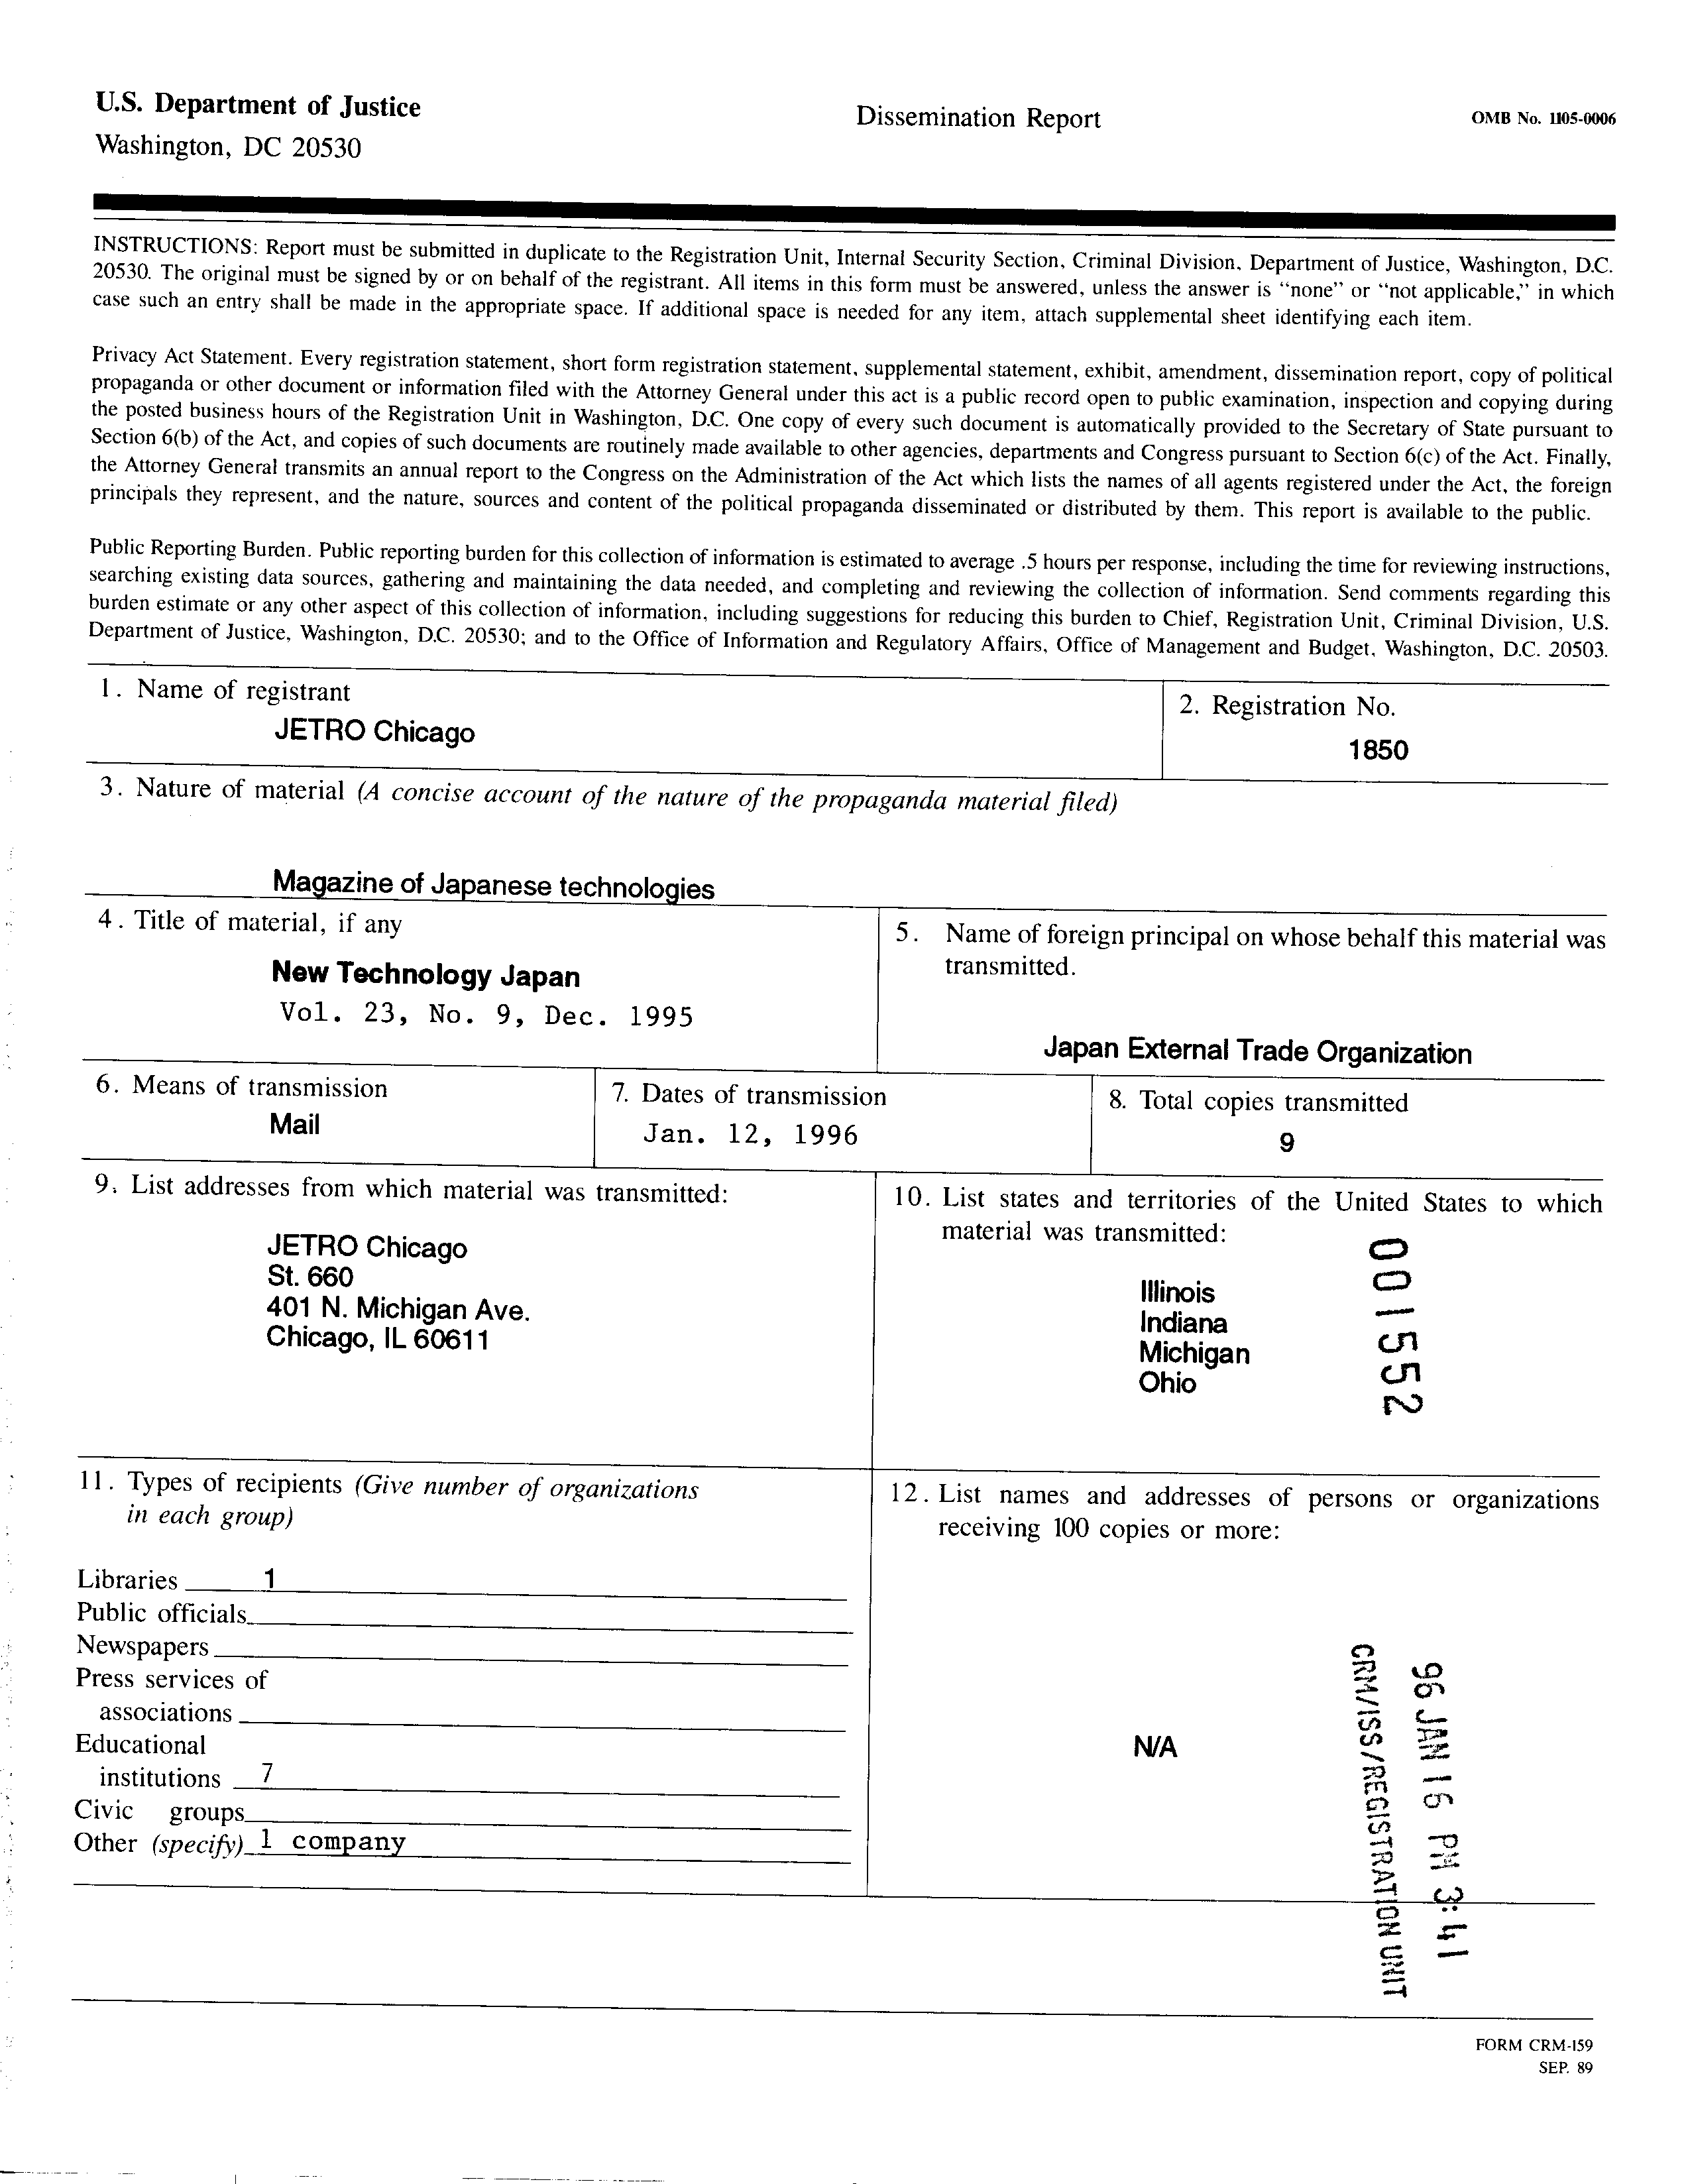 U.S. Department of Justice
Washington, DC 20530
Dissemination Report
OMB No. 1105-0006
INSTRUCTIONS: Report must be submitted in duplicate to the Registration Unit, Internal Security Section, Criminal Division, Department of Justice, Washington, D.C.
20530. The original must be signed by or on behalf of the registrant. All items in this form must be answered, unless the answer is “none” or “not applicable,” in which
case such an entry shall be made in the appropriate space. If additional space is needed for any item, attach supplemental sheet identifying each item.
Privacy Act Statement. Every registration statement, short form registration statement, supplemental statement, exhibit, amendment, dissemination report, copy of political
propaganda or other document or information filed with the Attorney General under this act is a public record open to public examination, inspection and copying during
the posted business hours of the Registration Unit in Washington, D.C. One copy of every such document is automatically provided to the Secretary of State pursuant to
Section 6(b) of the Act, and copies of such documents are routinely made available to other agencies, departments and Congress pursuant to Section 6(c) of the Act. Finally,
the Attorney General transmits an annual report to the Congress on the Administration of the Act which lists the names of all agents registered under the Act, the foreign
principals they represent, and the nature, sources and content of the political propaganda disseminated or distributed by them. This report is available to the public.
Public Reporting Burden. Public reporting burden for this collection of information is estimated to average .5 hours per response, including the time for reviewing instructions,
searching existing data sources, gathering and maintaining the data needed, and completing and reviewing the collection of information. Send comments regarding this
burden estimate or any other aspect of this collection of information, including suggestions for reducing this burden to Chief, Registration Unit, Criminal Division, U.S.
Department of Justice, Washington, D.C. 20530; and to the Office of Information and Regulatory Affairs, Office of Management and Budget, Washington, D.C. 20503.
1. Name of registrant
JETRO Chicago
2. Registration No.
1850
3. Nature of material (A concise account of the nature of the propaganda material filed)
Magazine of Japanese technologies
4. Title of material, if any
New Technology Japan
Vol. 23, No. 9, Dec. 1995
5. Name of foreign principal on whose behalf this material was
transmitted.
Japan External Trade Organization
6. Means of transmission
Mail
7. Dates of transmission
Jan. 12, 1996
8. Total copies transmitted
9
9. List addresses from which material was transmitted:
JETRO Chicago
St. 660
401 N. Michigan Ave.
Chicago, IL 60611
10. List states and territories of the United States to which
material was transmitted:
Illinois
Indiana
Michigan
Ohio
001552
11. Types of recipients (Give number of organizations
in each group)
Libraries 1
Public officials
Newspapers
Press services of
associations
Educational
institutions 7
Civic groups
Other (specify) 1 company
12. List names and addresses of persons or organizations
receiving 100 copies or more:
N/A
96 JAN 16 PM 3:41
CRM/ISS/REGISTRATION UNIT
FORM CRM-159
SEP. 89